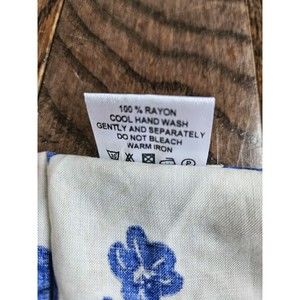 100 % RAYON
COOL HAND WASH
GENTLY AND SEPARATELY
DO NOT BLEACH
WARM IRON